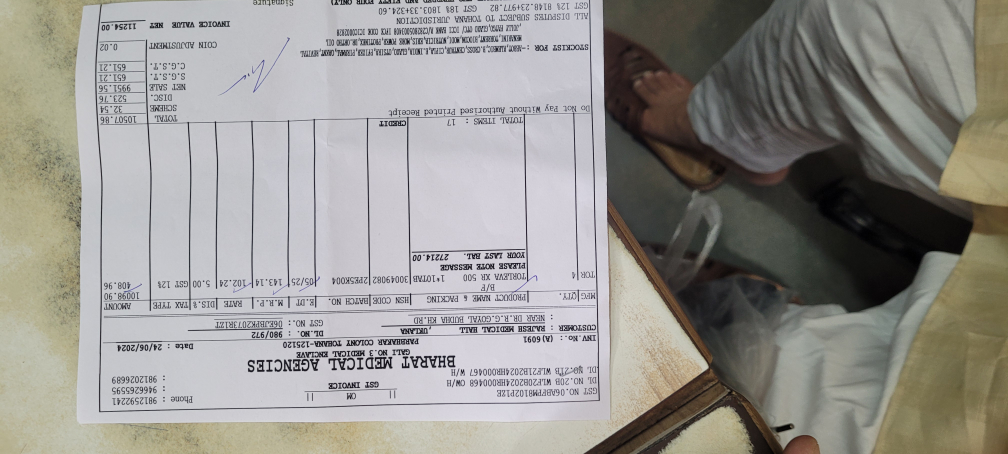 GST NO.06ABFPM8102P1ZE
DL NO.20B WLF20B2024HR000468 OW/H
DL NO.21B WLF21B2024HR000467 W/H
|| OM ||
GST INVOICE
Phone : 9812592241
: 9466265595
: 9812026689
BHARAT MEDICAL AGENCIES
GALI NO.3 MEDICAL ENCLAVE
PARBHAKAR COLONY TOHANA-125120
INV.No.: (A)6091
Date : 24/06/2024
CUSTOMER : RAJESH MEDICAL HALL ,UKLANA
DL.NO.: 980/972
: NEAR DR.R.G.GOYAL BUDHA KH.RD
GST NO.: 06EJBPK2073R1ZT
MFG QTY. PRODUCT NAME & PACKING HSN CODE BATCH NO. E.DT M.R.P. RATE DIS.% TAX TYPE AMOUNT
B/F 10098.90
TOR 4 TORLEVA XR 500 1*10TAB 30049082 2PE5K004 05/25 143.14 102.24 5.00 GST 12% 408.96
PLEASE NOTE MESSAGE
YOUR LAST BAL. 27214.00
TOTAL ITEMS : 17 CREDIT
Do Not Pay Without Authorised Printed Receipt
TOTAL 10507.86
SCHEME 32.54
DISC. 523.76
NET SALE 9951.56
S.G.S.T. 651.21
C.G.S.T. 651.21
COIN ADJUSTMENT 0.02
INVOICE NET VALUE 11254.00
STOCKIST FOR :-
ALL DISPUTES SUBJECT TO TOHANA JURISDICTION
GST 12% 8148.23+977.82 GST 18% 1803.33+324.60
Signature